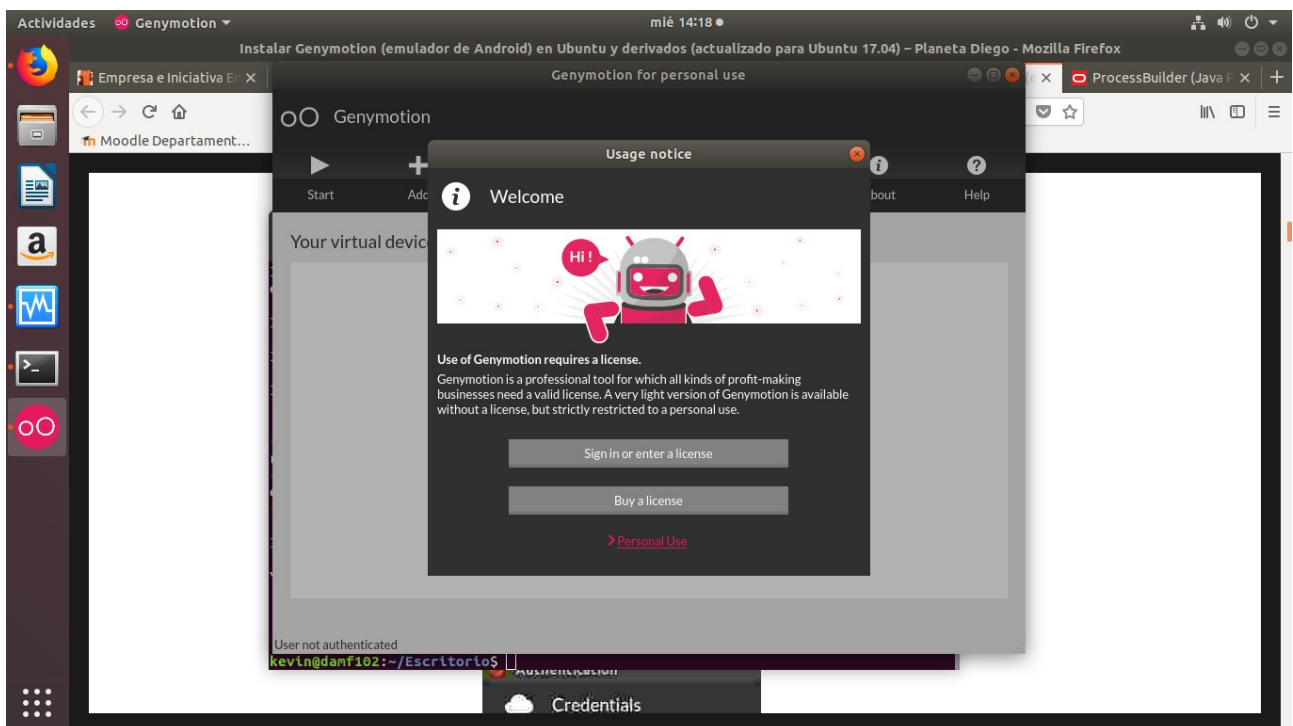 Actividades Genymotion mié 14:18
Instalar Genymotion (emulador de Android) en Ubuntu y derivados (actualizado para Ubuntu 17.04) – Planeta Diego - Mozilla Firefox
Empresa e Iniciativa E
Genymotion for personal use
ProcessBuilder (Java P
Moodle Departament...
Genymotion
Start
Add
bout
Help
Usage notice
Welcome
Your virtual devic
Hi !
Use of Genymotion requires a license.
Genymotion is a professional tool for which all kinds of profit-making
businesses need a valid license. A very light version of Genymotion is available
without a license, but strictly restricted to a personal use.
Sign in or enter a license
Buy a license
Personal Use
User not authenticated
kevin@damf102:~/Escritorio$
Authentication
Credentials